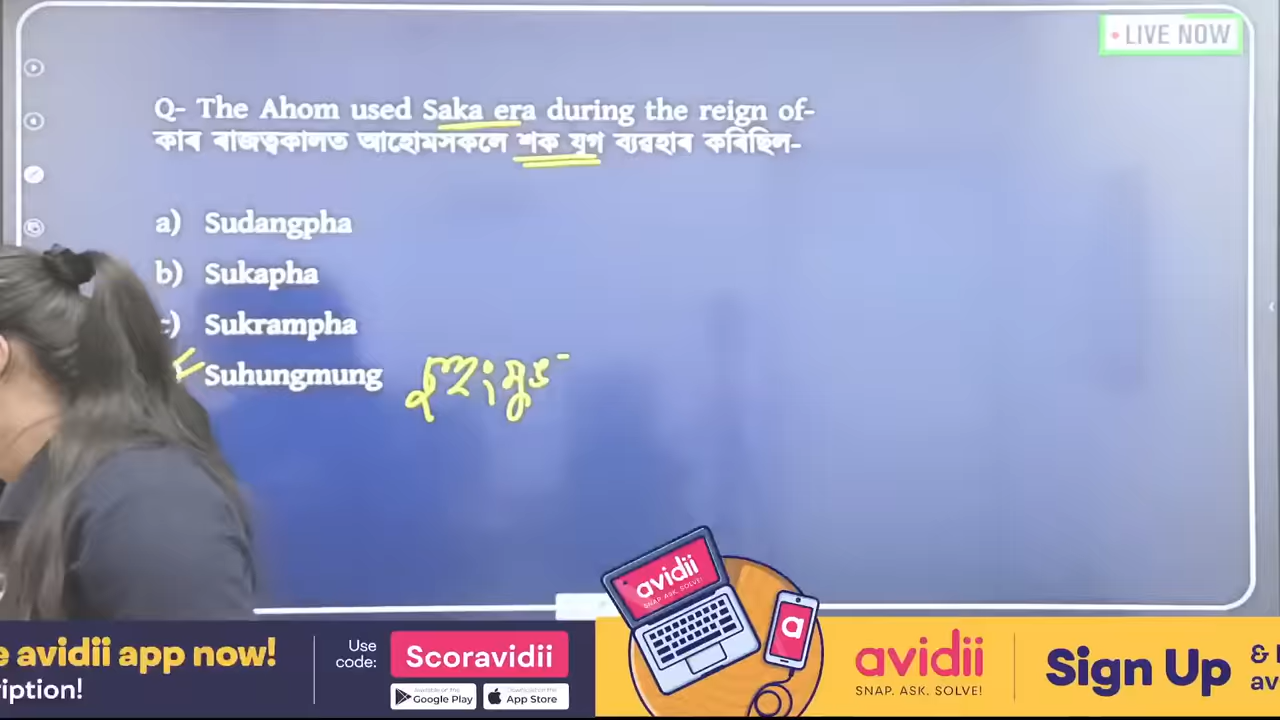 LIVE NOW
Q- The Ahom used Saka era during the reign of-
কাৰ ৰাজত্বকালত আহোমসকলে শক যুগ ব্যৱহাৰ কৰিছিল-
a) Sudangpha
b) Sukapha
c) Sukrampha
Suhungmung
e avidii app now!
iption!
Use
code:
Scoravidii
Google Play
App Store
avidii
SNAP. ASK. SOLVE!
a
avidii
SNAP. ASK. SOLVE!
Sign Up
&
av